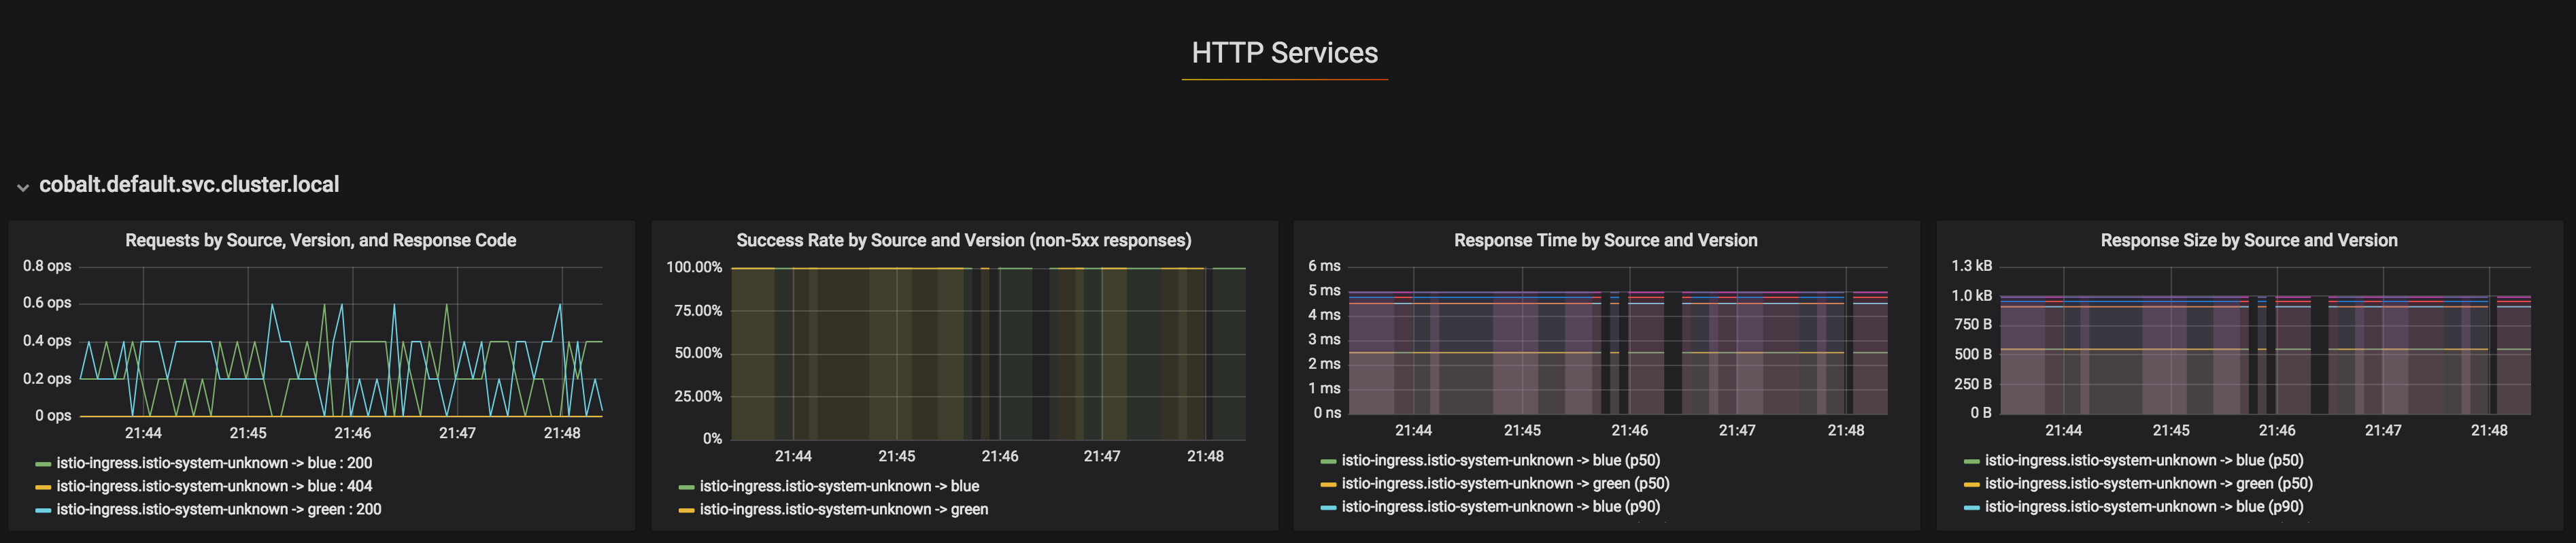 HTTP Services
cobalt.default.svc.cluster.local
Requests by Source, Version, and Response Code
0.8 ops
0.6 ops
0.4 ops
0.2 ops
0 ops
21:44 21:45 21:46 21:47 21:48
istio-ingress.istio-system-unknown -> blue : 200
istio-ingress.istio-system-unknown -> blue : 404
istio-ingress.istio-system-unknown -> green : 200
Success Rate by Source and Version (non-5xx responses)
100.00%
75.00%
50.00%
25.00%
0%
21:44 21:45 21:46 21:47 21:48
istio-ingress.istio-system-unknown -> blue
istio-ingress.istio-system-unknown -> green
Response Time by Source and Version
6 ms
5 ms
4 ms
3 ms
2 ms
1 ms
0 ns
21:44 21:45 21:46 21:47 21:48
istio-ingress.istio-system-unknown -> blue (p50)
istio-ingress.istio-system-unknown -> green (p50)
istio-ingress.istio-system-unknown -> blue (p90)
Response Size by Source and Version
1.3 kB
1.0 kB
750 B
500 B
250 B
0 B
21:44 21:45 21:46 21:47 21:48
istio-ingress.istio-system-unknown -> blue (p50)
istio-ingress.istio-system-unknown -> green (p50)
istio-ingress.istio-system-unknown -> blue (p90)